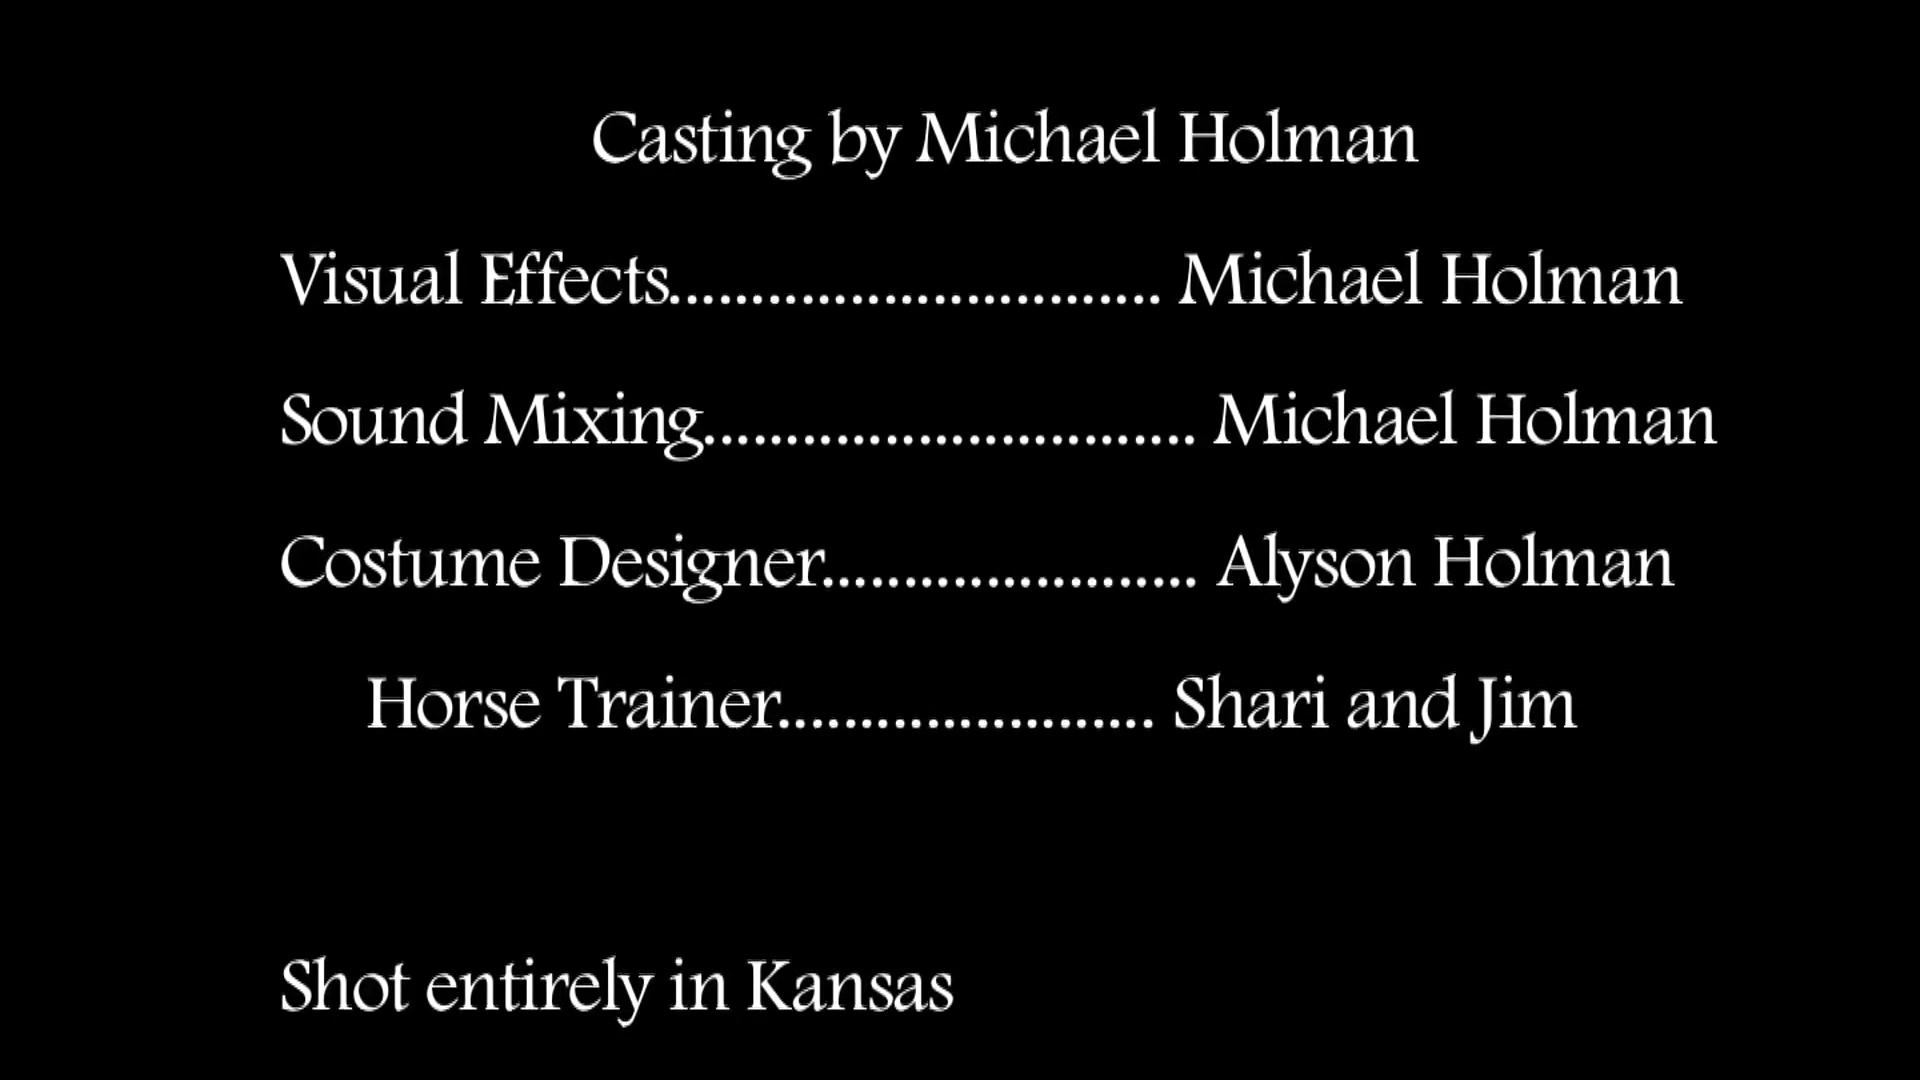 Casting by Michael Holman
Visual Effects.............................. Michael Holman
Sound Mixing.............................. Michael Holman
Costume Designer....................... Alyson Holman
Horse Trainer....................... Shari and Jim
Shot entirely in Kansas